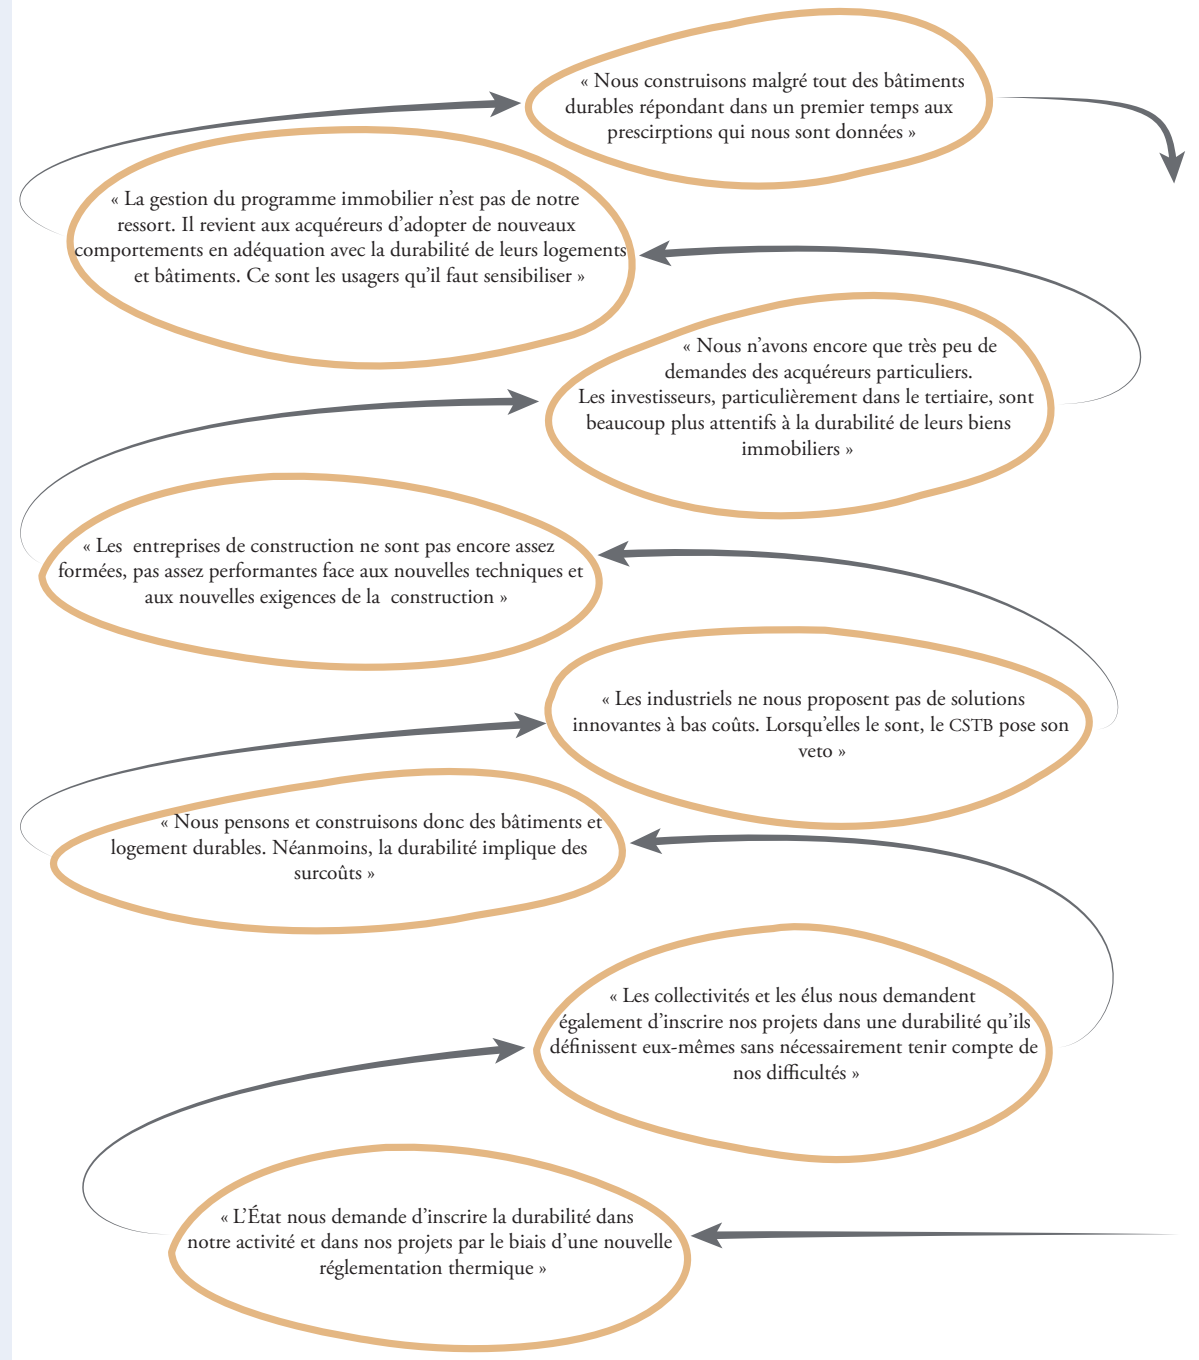 « Nous construisons malgré tout des bâtiments
durables répondant dans un premier temps aux
prescirptions qui nous sont données »
« La gestion du programme immobilier n’est pas de notre
ressort. Il revient aux acquéreurs d’adopter de nouveaux
comportements en adéquation avec la durabilité de leurs logements
et bâtiments. Ce sont les usagers qu’il faut sensibiliser »
« Nous n’avons encore que très peu de
demandes des acquéreurs particuliers.
Les investisseurs, particulièrement dans le tertiaire, sont
beaucoup plus attentifs à la durabilité de leurs biens
immobiliers »
« Les entreprises de construction ne sont pas encore assez
formées, pas assez performantes face aux nouvelles techniques et
aux nouvelles exigences de la construction »
« Les industriels ne nous proposent pas de solutions
innovantes à bas coûts. Lorsqu’elles le sont, le CSTB pose son
veto »
« Nous pensons et construisons donc des bâtiments et
logement durables. Néanmoins, la durabilité implique des
surcoûts »
« Les collectivités et les élus nous demandent
également d’inscrire nos projets dans une durabilité qu’ils
définissent eux-mêmes sans nécessairement tenir compte de
nos difficultés »
« L’État nous demande d’inscrire la durabilité dans
notre activité et dans nos projets par le biais d’une nouvelle
réglementation thermique »